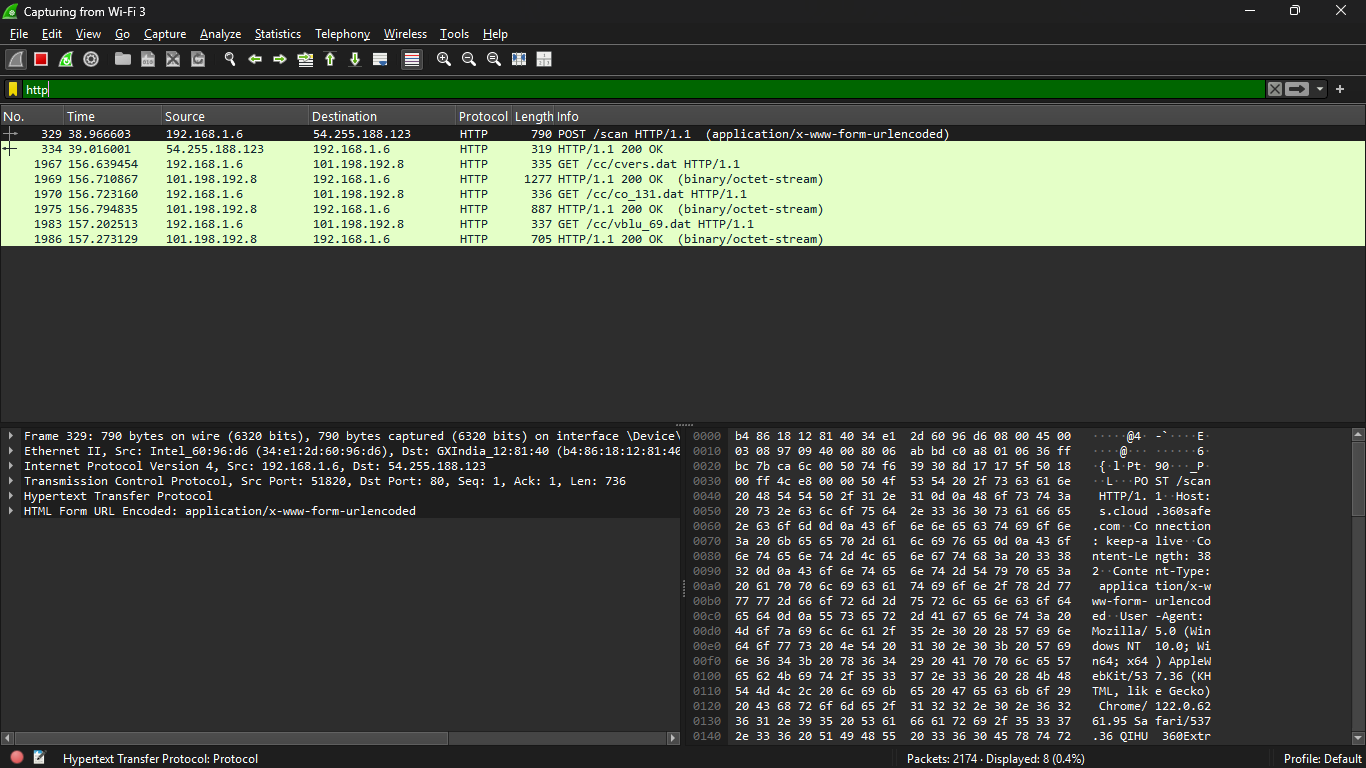 Capturing from Wi-Fi 3
File Edit View Go Capture Analyze Statistics Telephony Wireless Tools Help
http
No. Time Source Destination Protocol Length Info
329 38.966603 192.168.1.6 54.255.188.123 HTTP 790 POST /scan HTTP/1.1 (application/x-www-form-urlencoded)
334 39.016001 54.255.188.123 192.168.1.6 HTTP 319 HTTP/1.1 200 OK
1967 156.639454 192.168.1.6 101.198.192.8 HTTP 335 GET /cc/cvers.dat HTTP/1.1
1969 156.710867 101.198.192.8 192.168.1.6 HTTP 1277 HTTP/1.1 200 OK (binary/octet-stream)
1970 156.723160 192.168.1.6 101.198.192.8 HTTP 336 GET /cc/co_131.dat HTTP/1.1
1975 156.794835 101.198.192.8 192.168.1.6 HTTP 887 HTTP/1.1 200 OK (binary/octet-stream)
1983 157.202513 192.168.1.6 101.198.192.8 HTTP 337 GET /cc/vblu_69.dat HTTP/1.1
1986 157.273129 101.198.192.8 192.168.1.6 HTTP 705 HTTP/1.1 200 OK (binary/octet-stream)
Frame 329: 790 bytes on wire (6320 bits), 790 bytes captured (6320 bits) on interface \Device\
Ethernet II, Src: Intel_60:96:d6 (34:e1:2d:60:96:d6), Dst: GXIndia_12:81:40 (b4:86:18:12:81:40
Internet Protocol Version 4, Src: 192.168.1.6, Dst: 54.255.188.123
Transmission Control Protocol, Src Port: 51820, Dst Port: 80, Seq: 1, Ack: 1, Len: 736
Hypertext Transfer Protocol
HTML Form URL Encoded: application/x-www-form-urlencoded
0000 b4 86 18 12 81 40 34 e1 2d 60 96 d6 08 00 45 00 ·····@4· -`····E·
0010 03 08 97 09 40 00 80 06 ab bd c0 a8 01 06 36 ff ····@··· ······6·
0020 bc 7b ca 6c 00 50 74 f6 39 30 8d 17 17 5f 50 18 ·{·l·Pt· 90···_P·
0030 00 ff 4c e8 00 00 50 4f 53 54 20 2f 73 63 61 6e ··L···PO ST /scan
0040 20 48 54 54 50 2f 31 2e 31 0d 0a 48 6f 73 74 3a HTTP/1. 1··Host:
0050 20 73 2e 63 6c 6f 75 64 2e 33 36 30 73 61 66 65 s.cloud .360safe
0060 2e 63 6f 6d 0d 0a 43 6f 6e 6e 65 63 74 69 6f 6e .com··Co nnection
0070 3a 20 6b 65 65 70 2d 61 6c 69 76 65 0d 0a 43 6f : keep-a live··Co
0080 6e 74 65 6e 74 2d 4c 65 6e 67 74 68 3a 20 33 38 ntent-Le ngth: 38
0090 32 0d 0a 43 6f 6e 74 65 6e 74 2d 54 79 70 65 3a 2··Conte nt-Type:
00a0 20 61 70 70 6c 69 63 61 74 69 6f 6e 2f 78 2d 77 applica tion/x-w
00b0 77 77 2d 66 6f 72 6d 2d 75 72 6c 65 6e 63 6f 64 ww-form- urlencod
00c0 65 64 0d 0a 55 73 65 72 2d 41 67 65 6e 74 3a 20 ed··User -Agent:
00d0 4d 6f 7a 69 6c 6c 61 2f 35 2e 30 20 28 57 69 6e Mozilla/ 5.0 (Win
00e0 64 6f 77 73 20 4e 54 20 31 30 2e 30 3b 20 57 69 dows NT 10.0; Wi
00f0 6e 36 34 3b 20 78 36 34 29 20 41 70 70 6c 65 57 n64; x64 ) AppleW
0100 65 62 4b 69 74 2f 35 33 37 2e 33 36 20 28 4b 48 ebKit/53 7.36 (KH
0110 54 4d 4c 2c 20 6c 69 6b 65 20 47 65 63 6b 6f 29 TML, lik e Gecko)
0120 20 43 68 72 6f 6d 65 2f 31 32 32 2e 30 2e 36 32 Chrome/ 122.0.62
0130 36 31 2e 39 35 20 53 61 66 61 72 69 2f 35 33 37 61.95 Sa fari/537
0140 2e 33 36 20 51 49 48 55 20 33 36 30 45 78 74 72 .36 QIHU 360Extr
Hypertext Transfer Protocol: Protocol Packets: 2174 · Displayed: 8 (0.4%) Profile: Default